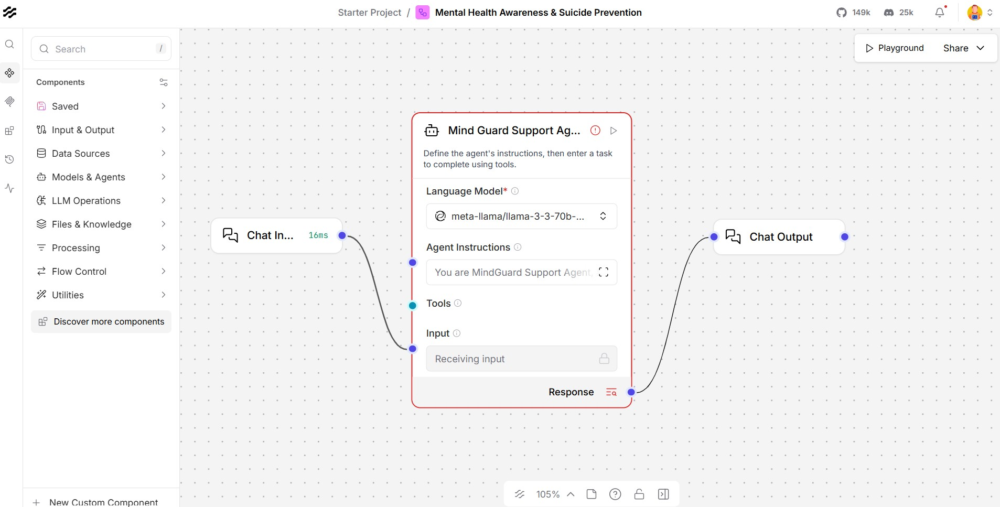 Starter Project / Mental Health Awareness & Suicide Prevention
149k 25k
Search /
Playground Share
Components
Saved
Input & Output
Data Sources
Models & Agents
LLM Operations
Files & Knowledge
Processing
Flow Control
Utilities
Discover more components
New Custom Component
Chat In... 16ms
Mind Guard Support Ag...
Define the agent's instructions, then enter a task
to complete using tools.
Language Model*
meta-llama/llama-3-3-70b-...
Agent Instructions
You are MindGuard Support Agent,
Tools
Input
Receiving input
Response
Chat Output
105%